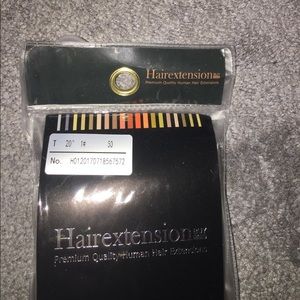 Hairextension
Premium Quality Human Hair Extensions
T 20" 1# 50
No. H0120170718567572
Hairextension
Premium Quality Human Hair Extensions